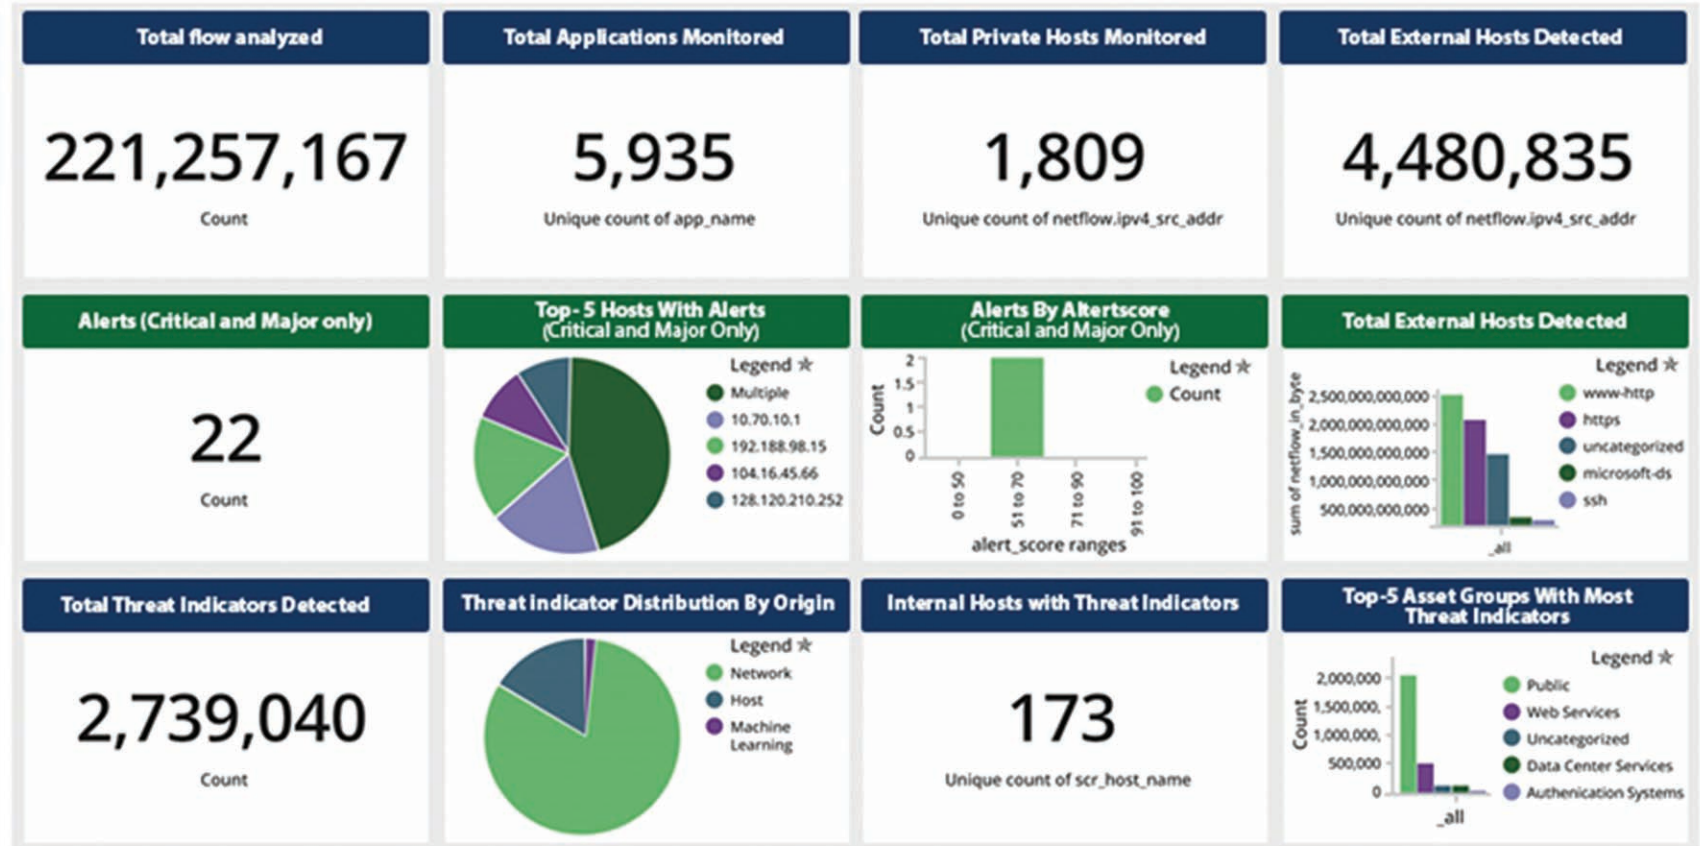 Total flow analyzed
221,257,167
Count
Total Applications Monitored
5,935
Unique count of app_name
Total Private Hosts Monitored
1,809
Unique count of netflow.ipv4_src_addr
Total External Hosts Detected
4,480,835
Unique count of netflow.ipv4_src_addr
Alerts (Critical and Major only)
22
Count
Top- 5 Hosts With Alerts
(Critical and Major Only)
Legend
Multiple
10.70.10.1
192.188.98.15
104.16.45.66
128.120.210.252
Alerts By Altertscore
(Critical and Major Only)
Count
2
1.5
1
0.5
0
0 to 50
51 to 70
71 to 90
91 to 100
alert_score ranges
Legend
Count
Total External Hosts Detected
sum of netflow_in_byte
2,500,000,000,000
2,000,000,000,000
1,500,000,000,000
1,000,000,000,000
500,000,000,000
_all
Legend
www-http
https
uncategorized
microsoft-ds
ssh
Total Threat Indicators Detected
2,739,040
Count
Threat indicator Distribution By Origin
Legend
Network
Host
Machine
Learning
Internal Hosts with Threat Indicators
173
Unique count of scr_host_name
Top-5 Asset Groups With Most
Threat Indicators
Count
2,000,000
1,500,000,
1,000,000,
500,000
0
_all
Legend
Public
Web Services
Uncategorized
Data Center Services
Authenication Systems